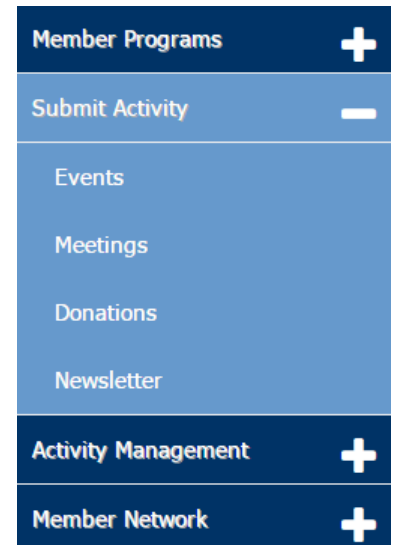 Member Programs
Submit Activity
Events
Meetings
Donations
Newsletter
Activity Management
Member Network